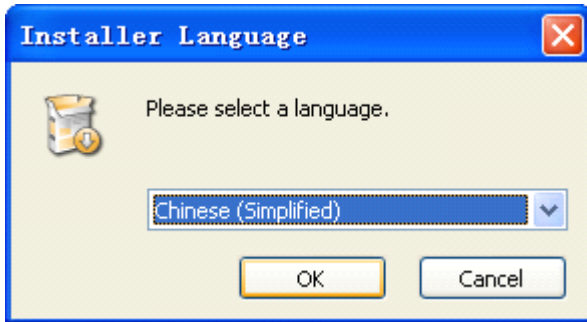 Installer Language
Please select a language.
Chinese (Simplified)
OK
Cancel